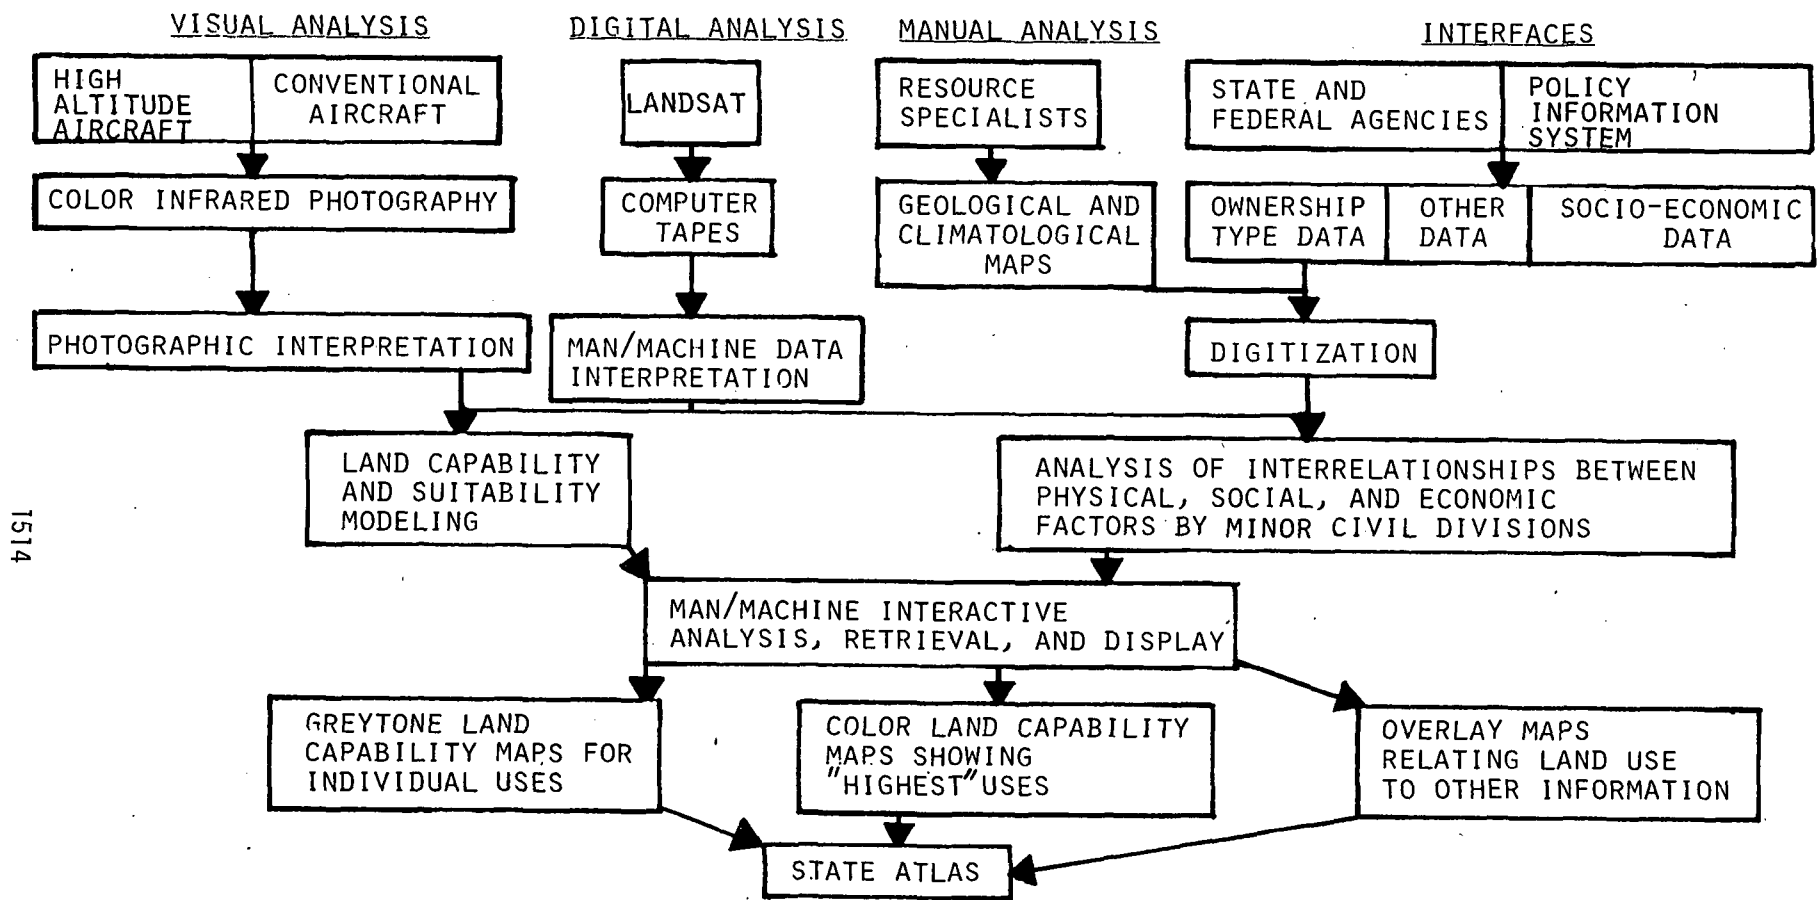 VISUAL ANALYSIS
DIGITAL ANALYSIS
MANUAL ANALYSIS
INTERFACES
HIGH
ALTITUDE
AIRCRAFT
CONVENTIONAL
AIRCRAFT
LANDSAT
RESOURCE
SPECIALISTS
STATE AND
FEDERAL AGENCIES
POLICY
INFORMATION
SYSTEM
COLOR INFRARED PHOTOGRAPHY
COMPUTER
TAPES
GEOLOGICAL AND
CLIMATOLOGICAL
MAPS
OWNERSHIP
TYPE DATA
OTHER
DATA
SOCIO-ECONOMIC
DATA
PHOTOGRAPHIC INTERPRETATION
MAN/MACHINE DATA
INTERPRETATION
DIGITIZATION
LAND CAPABILITY
AND SUITABILITY
MODELING
ANALYSIS OF INTERRELATIONSHIPS BETWEEN
PHYSICAL, SOCIAL, AND ECONOMIC
FACTORS BY MINOR CIVIL DIVISIONS
1514
MAN/MACHINE INTERACTIVE
ANALYSIS, RETRIEVAL, AND DISPLAY
GREYTONE LAND
CAPABILITY MAPS FOR
INDIVIDUAL USES
COLOR LAND CAPABILITY
MAPS SHOWING
"HIGHEST" USES
OVERLAY MAPS
RELATING LAND USE
TO OTHER INFORMATION
STATE ATLAS